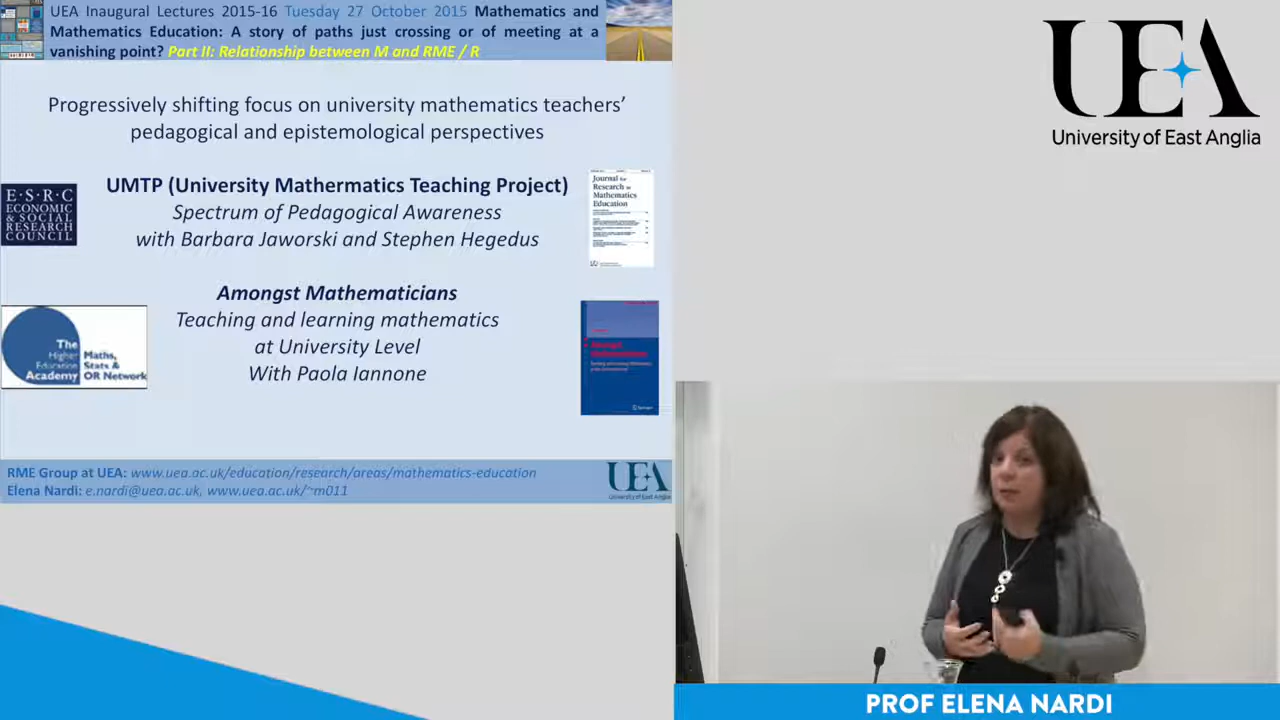 UEA Inaugural Lectures 2015-16 Tuesday 27 October 2015 Mathematics and
Mathematics Education: A story of paths just crossing or of meeting at a
vanishing point? Part II: Relationship between M and RME / R
Progressively shifting focus on university mathematics teachers’
pedagogical and epistemological perspectives
E·S·R·C
ECONOMIC
& SOCIAL
RESEARCH
COUNCIL
UMTP (University Mathermatics Teaching Project)
Spectrum of Pedagogical Awareness
with Barbara Jaworski and Stephen Hegedus
Journal for
Research in
Mathematics
Education
Amongst Mathematicians
Teaching and learning mathematics
at University Level
With Paola Iannone
The
Higher
Education
Academy
Maths,
Stats &
OR Network
Springer
RME Group at UEA: www.uea.ac.uk/education/research/areas/mathematics-education
Elena Nardi: e.nardi@uea.ac.uk, www.uea.ac.uk/~m011
UEA
University of East Anglia
UEA
University of East Anglia
PROF ELENA NARDI